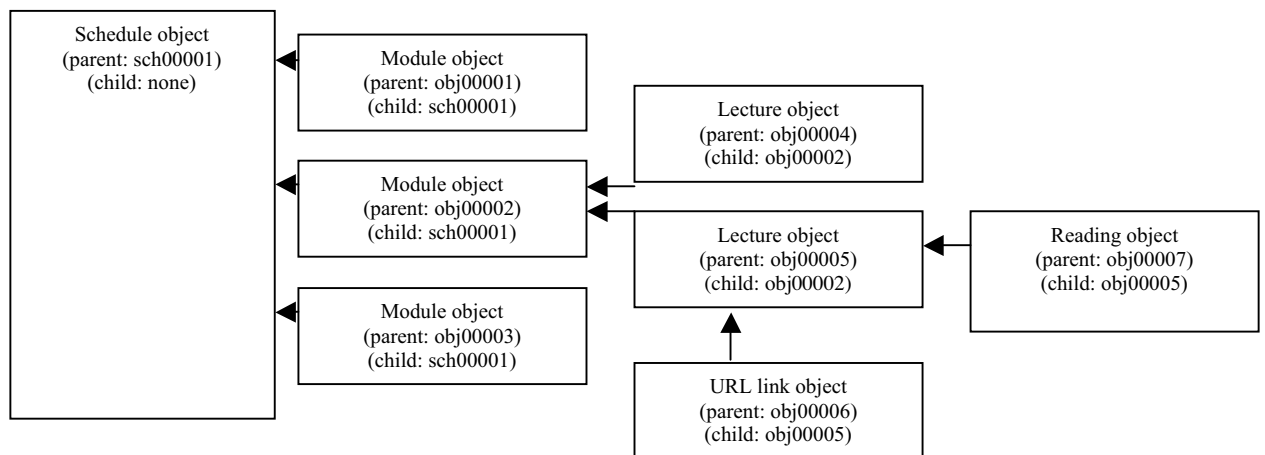 Schedule object
(parent: sch00001)
(child: none)
Module object
(parent: obj00001)
(child: sch00001)
Module object
(parent: obj00002)
(child: sch00001)
Module object
(parent: obj00003)
(child: sch00001)
Lecture object
(parent: obj00004)
(child: obj00002)
Lecture object
(parent: obj00005)
(child: obj00002)
URL link object
(parent: obj00006)
(child: obj00005)
Reading object
(parent: obj00007)
(child: obj00005)